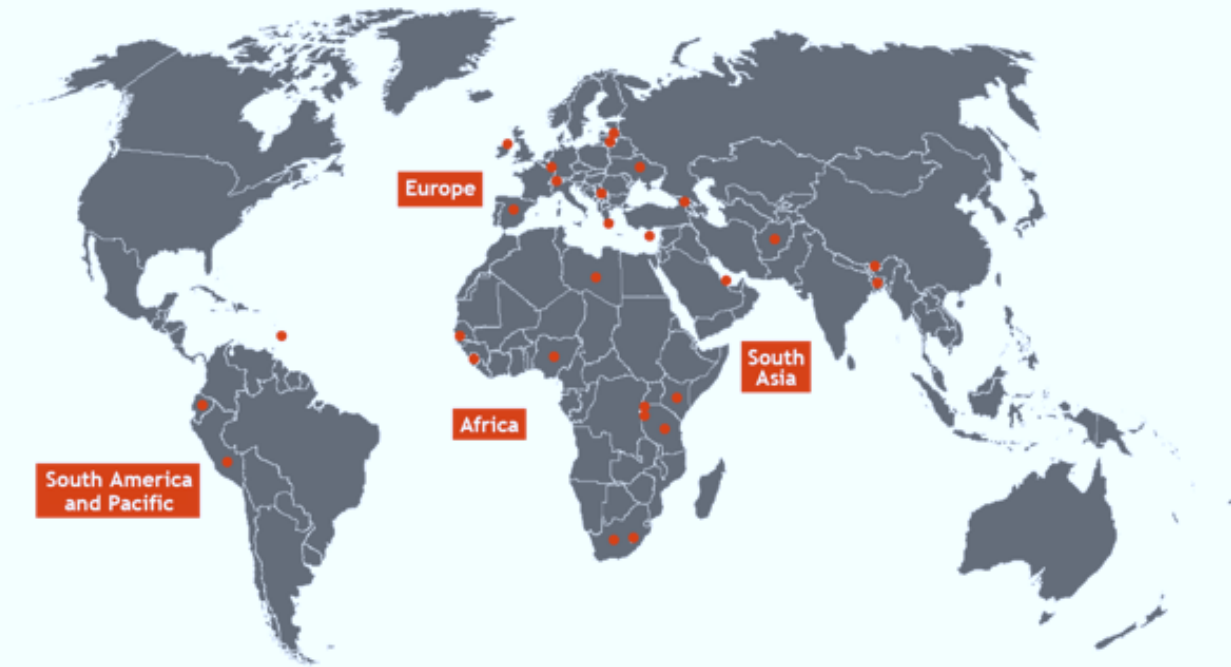 Europe
South
Asia
Africa
South America
and Pacific